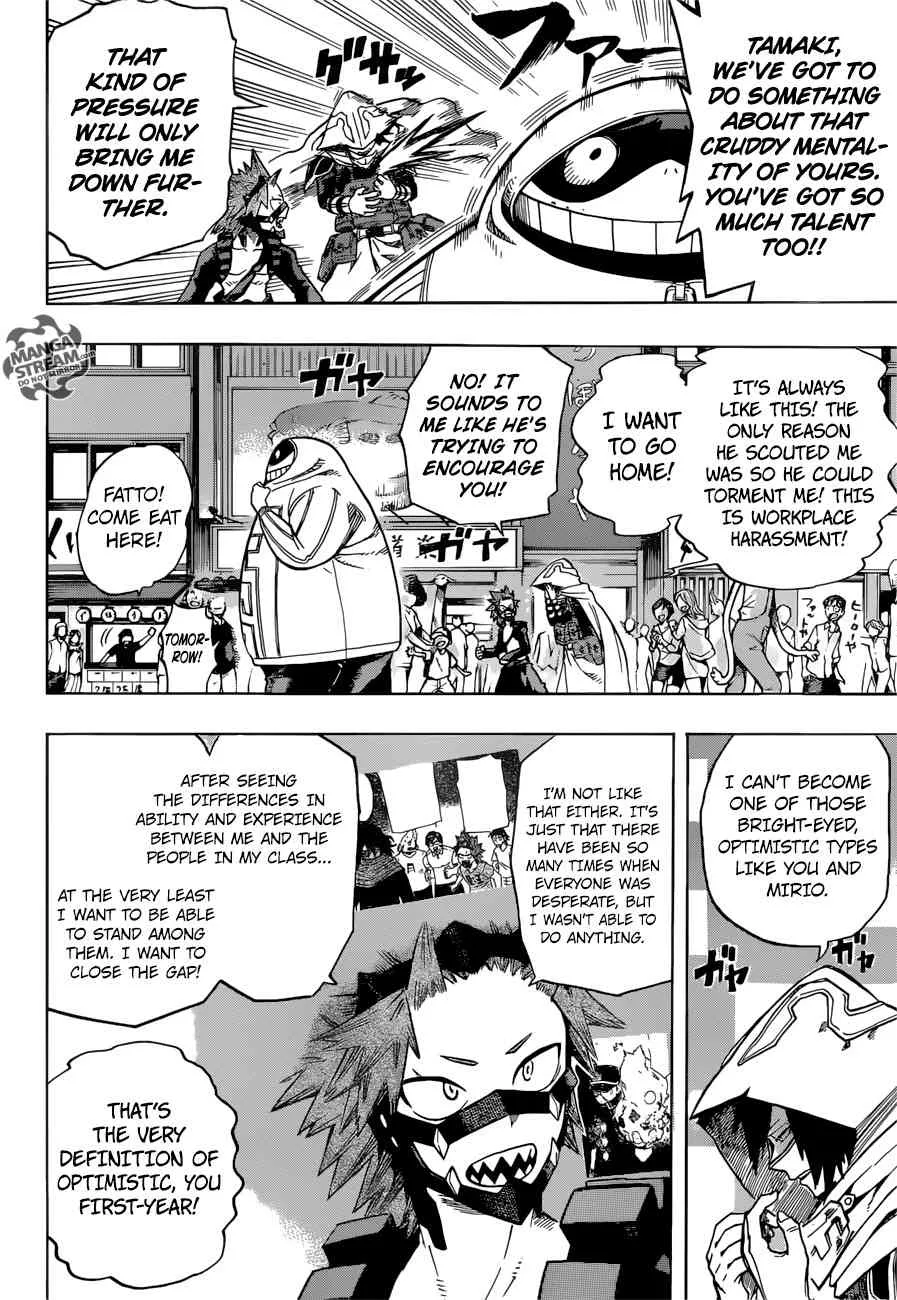 TAMAKI,
WE'VE GOT TO
DO SOMETHING
ABOUT THAT
CRUDDY MENTAL-
ITY OF YOURS.
YOU'VE GOT SO
MUCH TALENT
TOO!!
ファアー
グサッ
THAT
KIND OF
PRESSURE
WILL ONLY
BRING ME
DOWN FUR-
THER.
MANGA
STREAM.com
DO NOT MIRROR
IT'S ALWAYS
LIKE THIS! THE
ONLY REASON
HE SCOUTED ME
WAS SO HE COULD
TORMENT ME! THIS
IS WORKPLACE
HARASSMENT!
I WANT
TO GO
HOME!
NO! IT
SOUNDS TO
ME LIKE HE'S
TRYING TO
ENCOURAGE
YOU!
ガヤ
ガヤ
FATTO!
COME EAT
HERE!
TOMOR-
ROW!
I CAN'T BECOME
ONE OF THOSE
BRIGHT-EYED,
OPTIMISTIC TYPES
LIKE YOU AND
MIRIO.
ガヤ
ガヤ
I'M NOT LIKE
THAT EITHER. IT'S
JUST THAT THERE
HAVE BEEN SO
MANY TIMES WHEN
EVERYONE WAS
DESPERATE, BUT
I WASN'T ABLE TO
DO ANYTHING.
AFTER SEEING
THE DIFFERENCES IN
ABILITY AND EXPERIENCE
BETWEEN ME AND THE
PEOPLE IN MY CLASS...
AT THE VERY LEAST
I WANT TO BE ABLE
TO STAND AMONG
THEM. I WANT TO
CLOSE THE GAP!
THAT'S
THE VERY
DEFINITION OF
OPTIMISTIC, YOU
FIRST-YEAR!